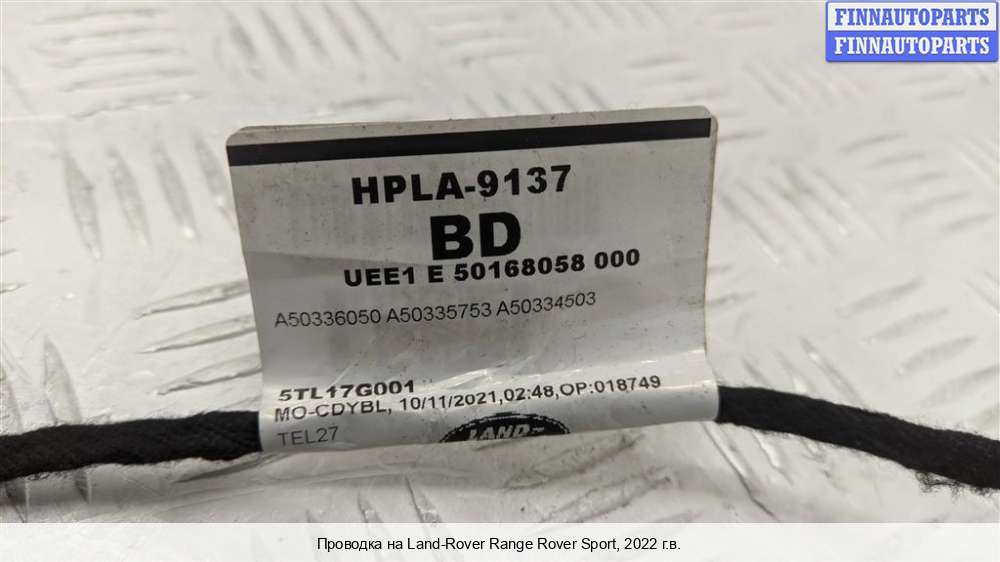 FINNAUTOPARTS
FINNAUTOPARTS
HPLA-9137
BD
UEE1 E 50168058 000
A50336050 A50335753 A50334503
5TL17G001
MO-CDYBL, 10/11/2021,02:48,OP:018749
TEL27
LAND-
Проводка на Land-Rover Range Rover Sport, 2022 г.в.